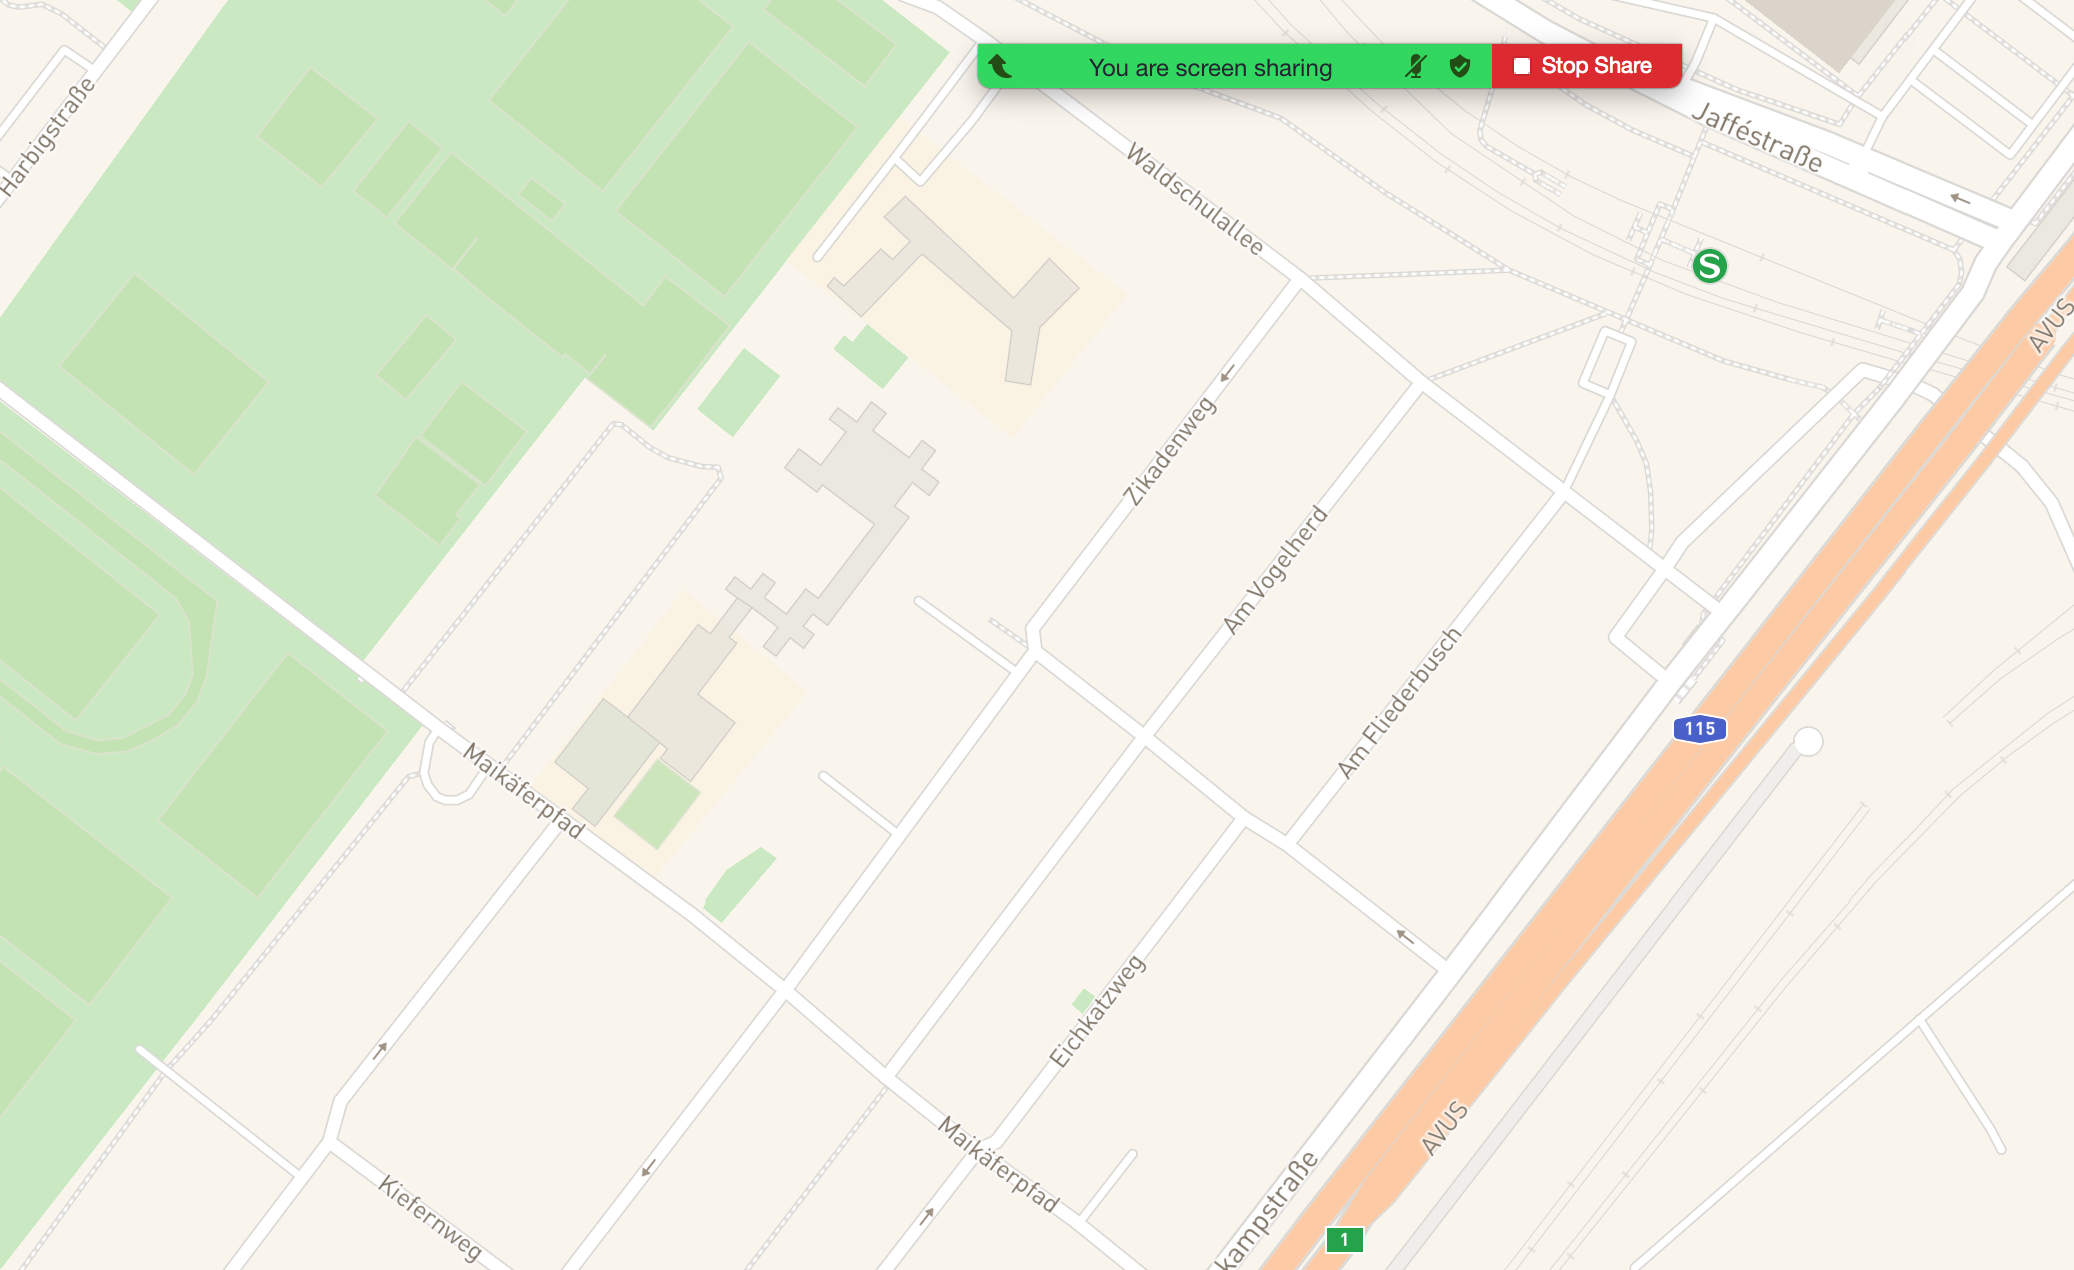 You are screen sharing
Stop Share
Harbigstraße
Jafféstraße
Waldschulallee
S
AVUS
Zikadenweg
Am Vogelherd
Am Fliederbusch
115
Maikäferpfad
Eichkatzweg
AVUS
Maikäferpfad
Kiefernweg
kampstraße
1